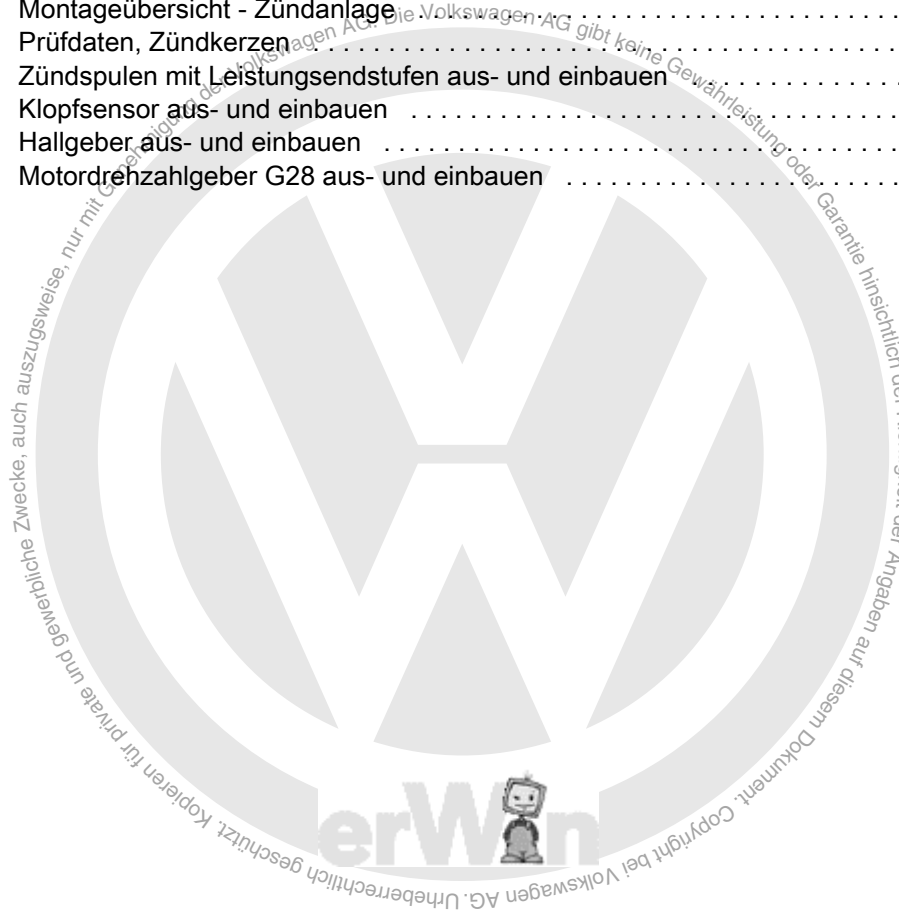 Montageübersicht - Zündanlage . . . . . . . . . . . . . . . . . . . . . . . . . . . . . . . .
Prüfdaten, Zündkerzen . . . . . . . . . . . . . . . . . . . . . . . . . . . . . . . . . . . . .
Zündspulen mit Leistungsendstufen aus- und einbauen . . . . . . . . . . . .
Klopfsensor aus- und einbauen . . . . . . . . . . . . . . . . . . . . . . . . . . . . . .
Hallgeber aus- und einbauen . . . . . . . . . . . . . . . . . . . . . . . . . . . . . . . .
Motordrehzahlgeber G28 aus- und einbauen . . . . . . . . . . . . . . . . . . . .
erWin
Urheberrechtlich geschützt. Kopieren für private und gewerbliche Zwecke, auch auszugsweise, nur mit Genehmigung der Volkswagen AG. Die Volkswagen AG gibt keine Gewährleistung oder Garantie hinsichtlich der Richtigkeit der Angaben auf diesem Dokument. Copyright bei Volkswagen AG.